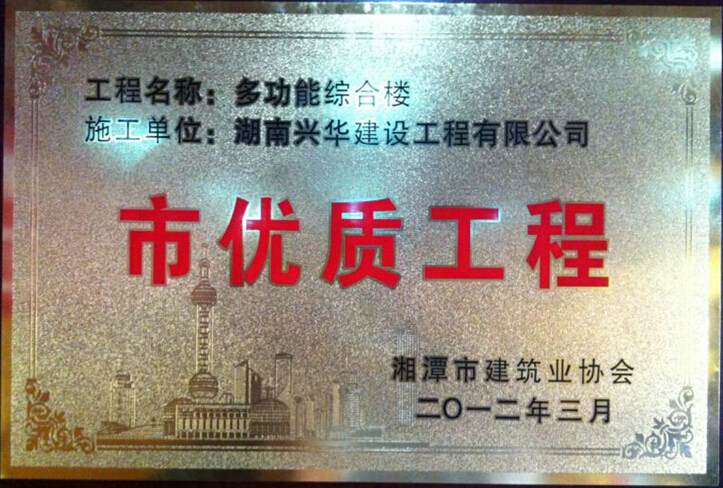 工程名称：多功能综合楼
施工单位：湖南兴华建设工程有限公司
市优质工程
湘潭市建筑业协会
二〇一二年三月